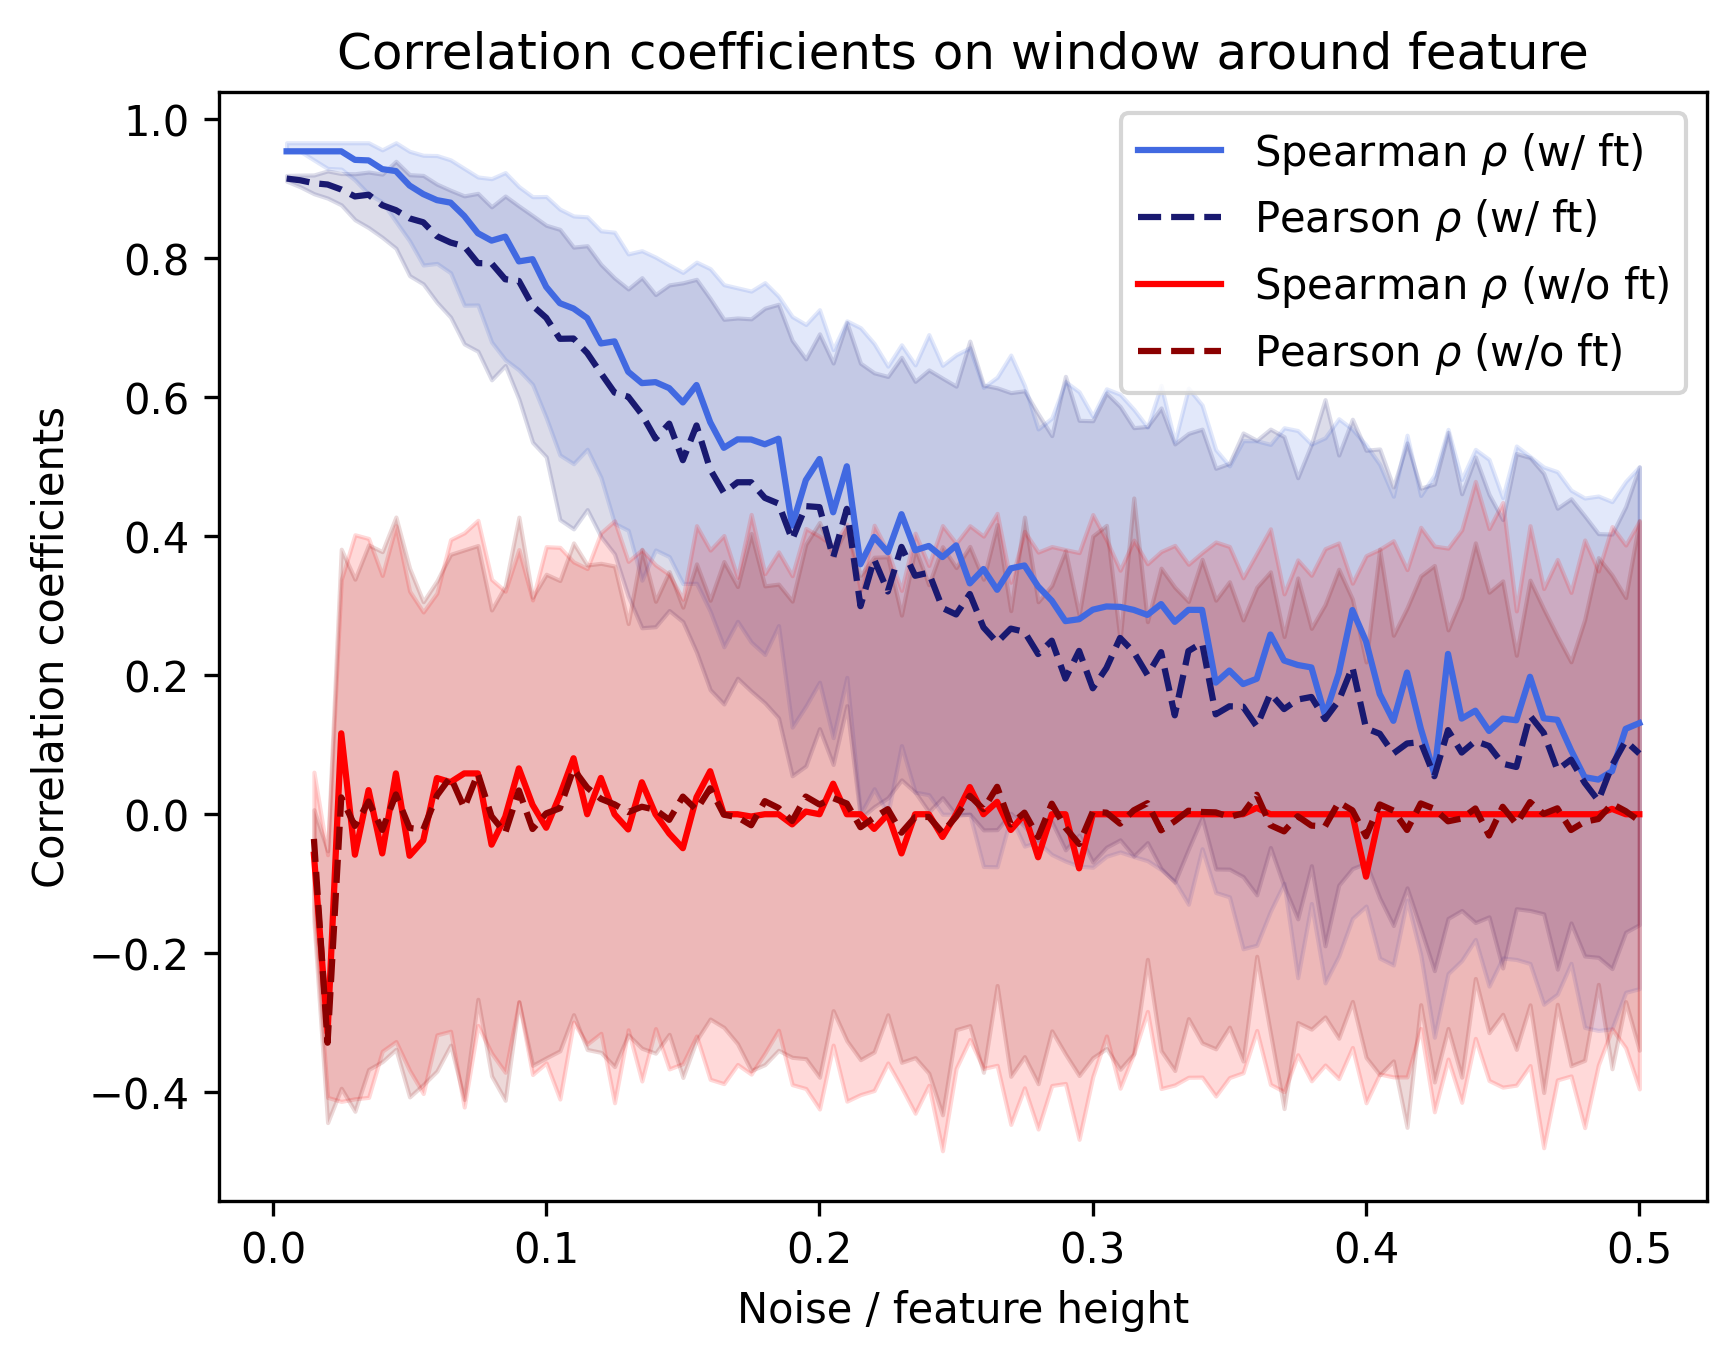 Correlation coefficients on window around feature
Spearman ρ (w/ ft)
Pearson ρ (w/ ft)
Spearman ρ (w/o ft)
Pearson ρ (w/o ft)
Correlation coefficients
1.0
0.8
0.6
0.4
0.2
0.0
−0.2
−0.4
0.0 0.1 0.2 0.3 0.4 0.5
Noise / feature height